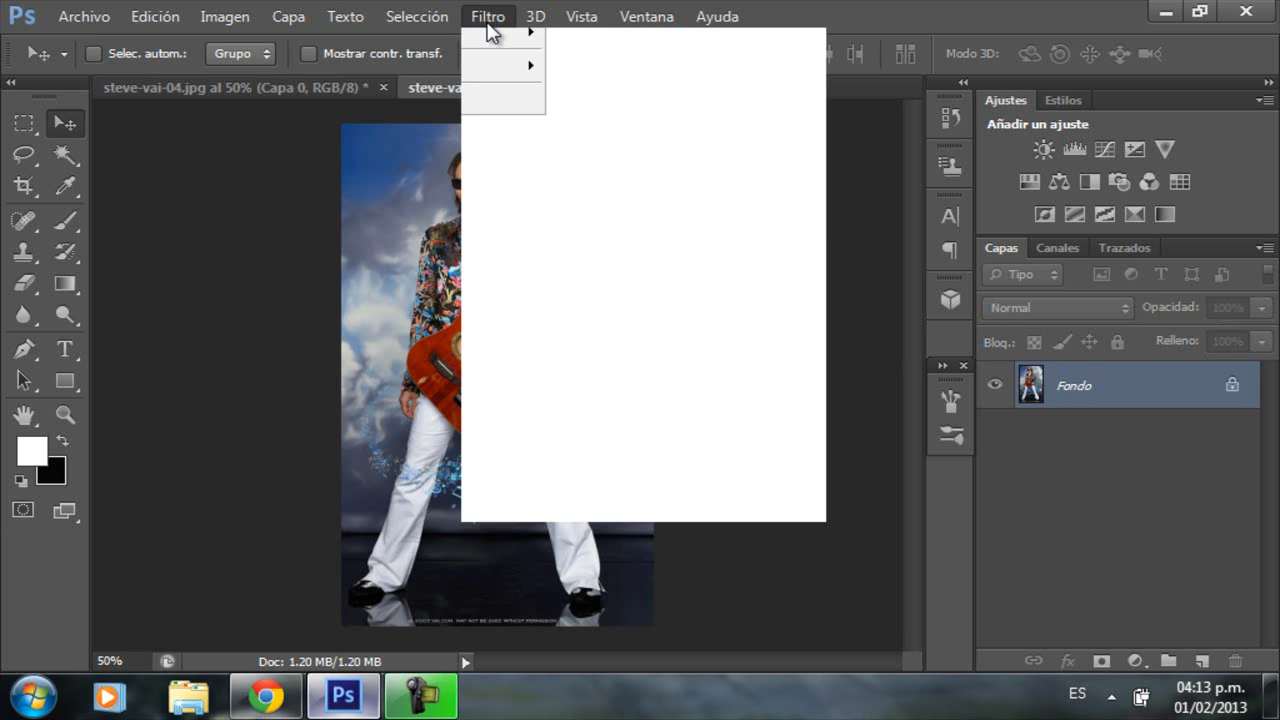 Ps Archivo Edición Imagen Capa Texto Selección Filtro 3D Vista Ventana Ayuda
Selec. autom.: Grupo Mostrar contr. transf. Modo 3D:
steve-vai-04.jpg al 50% (Capa 0, RGB/8) * × steve-va
Ajustes Estilos
Añadir un ajuste
Capas Canales Trazados
Tipo
Normal Opacidad: 100%
Bloq.: Relleno: 100%
Fondo
50% Doc: 1.20 MB/1.20 MB
Ps ES 04:13 p.m.
01/02/2013